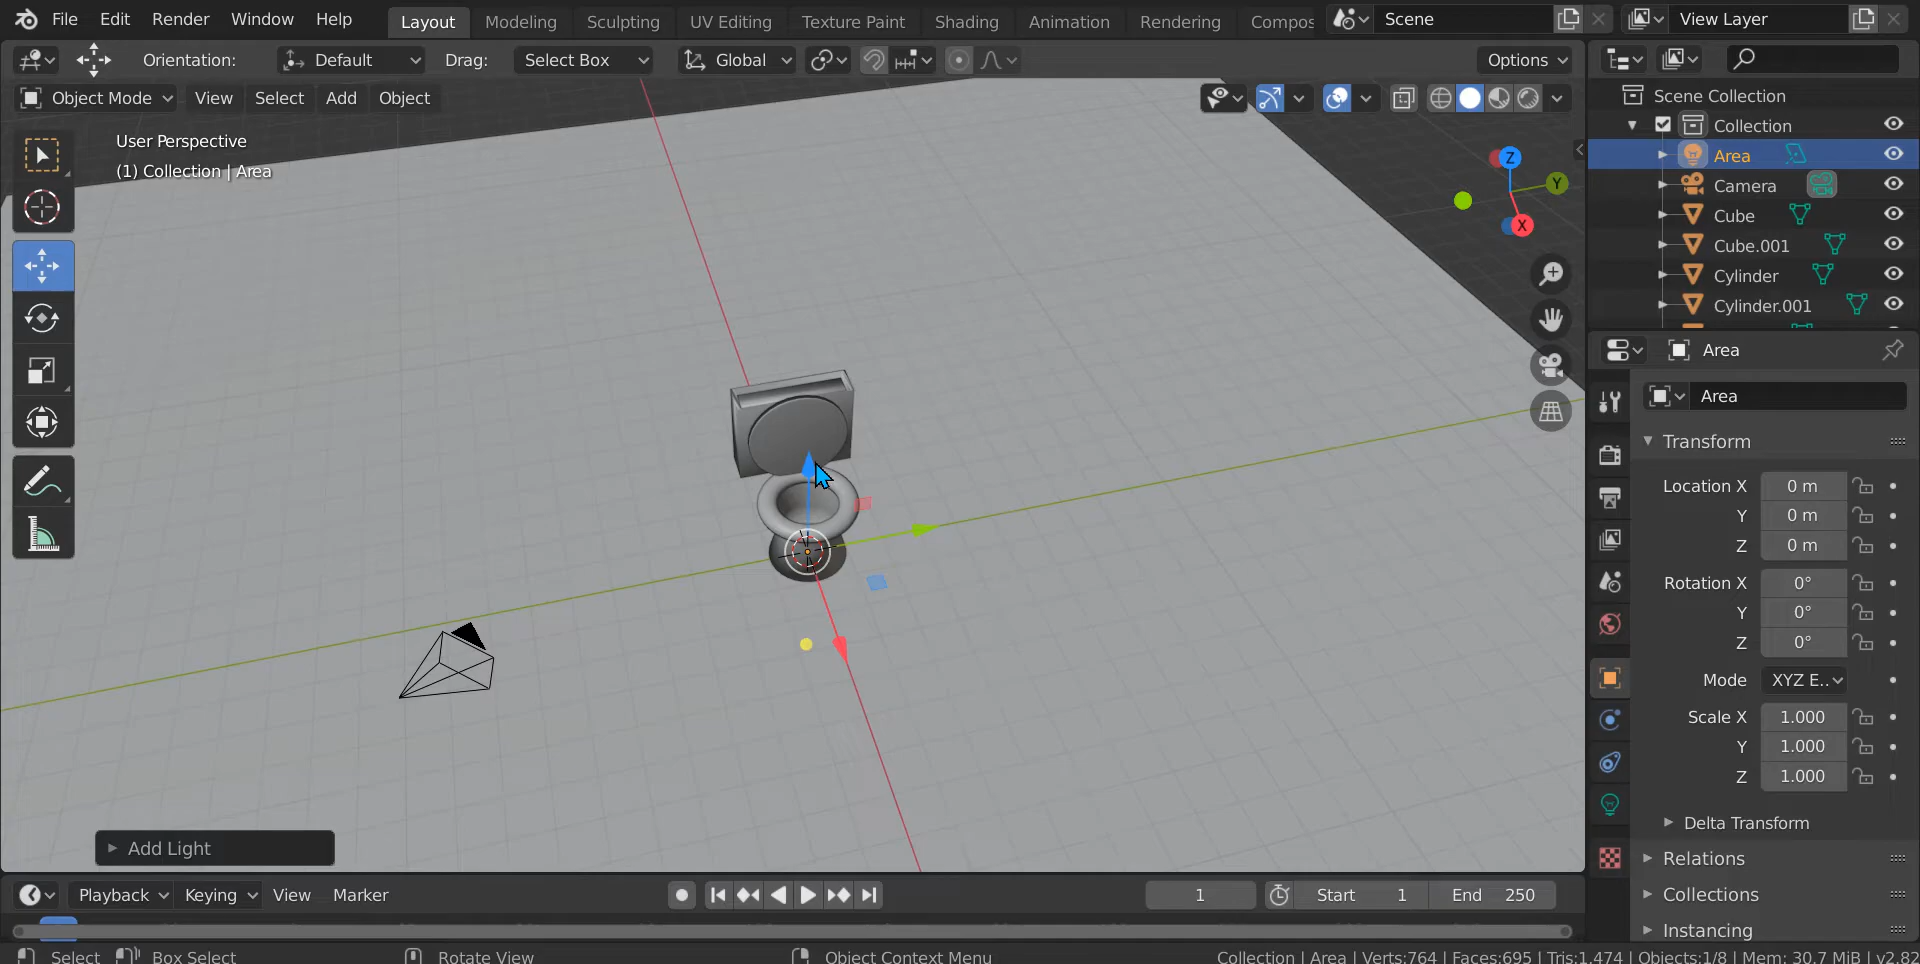 File Edit Render Window Help Layout Modeling Sculpting UV Editing Texture Paint Shading Animation Rendering Compos Scene View Layer
Orientation: Default Drag: Select Box Global Options
Object Mode View Select Add Object
User Perspective
(1) Collection | Area
Z
Y
X
Scene Collection
Collection
Area
Camera
Cube
Cube.001
Cylinder
Cylinder.001
Area
Area
Transform
Location X 0 m
Y 0 m
Z 0 m
Rotation X 0°
Y 0°
Z 0°
Mode XYZ E..
Scale X 1.000
Y 1.000
Z 1.000
Delta Transform
Relations
Collections
Instancing
Add Light
Playback Keying View Marker 1 Start 1 End 250
Select Box Select Rotate View Object Context Menu Collection | Area | Verts:764 | Faces:695 | Tris:1,474 | Objects:1/8 | Mem: 30.7 MiB | v2.82